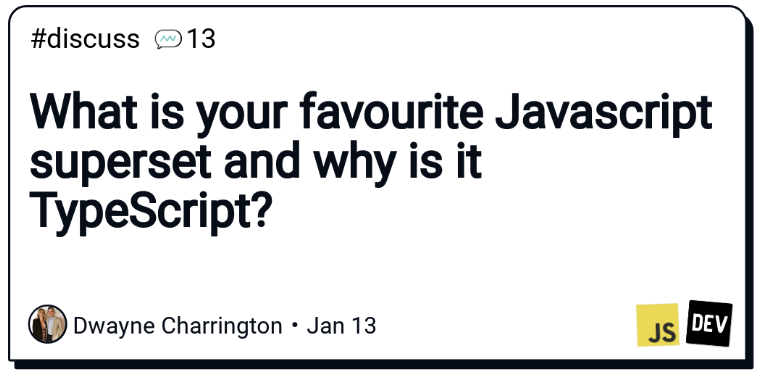 #discuss 13
What is your favourite Javascript
superset and why is it
TypeScript?
Dwayne Charrington • Jan 13
JS DEV